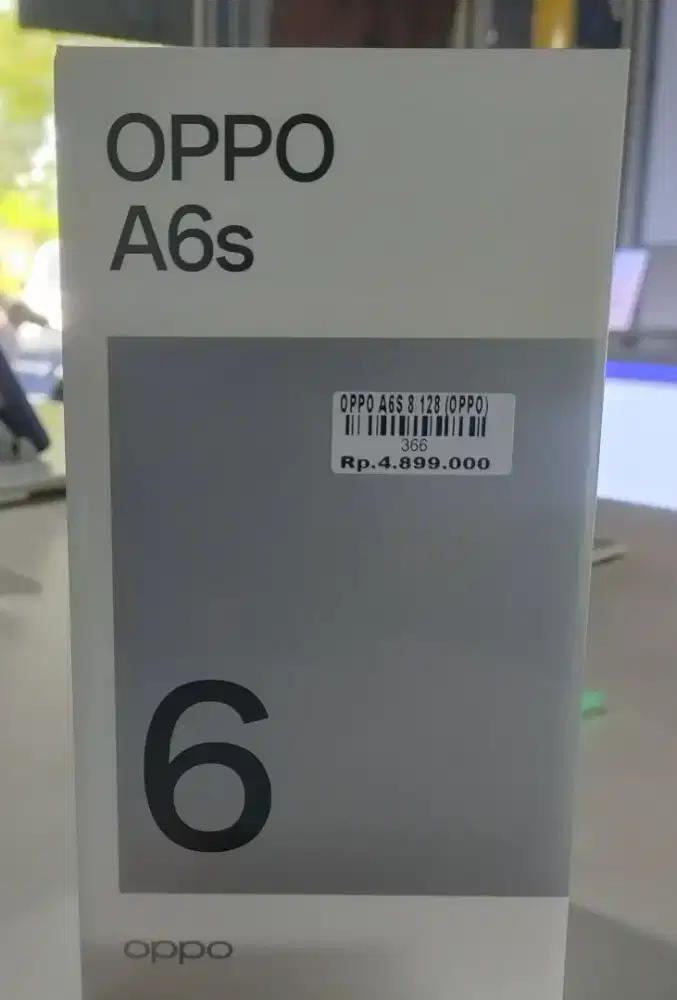 OPPO
A6s
OPPO A6S 8 128 (OPPO)
366
Rp.4.899.000
6
oppo